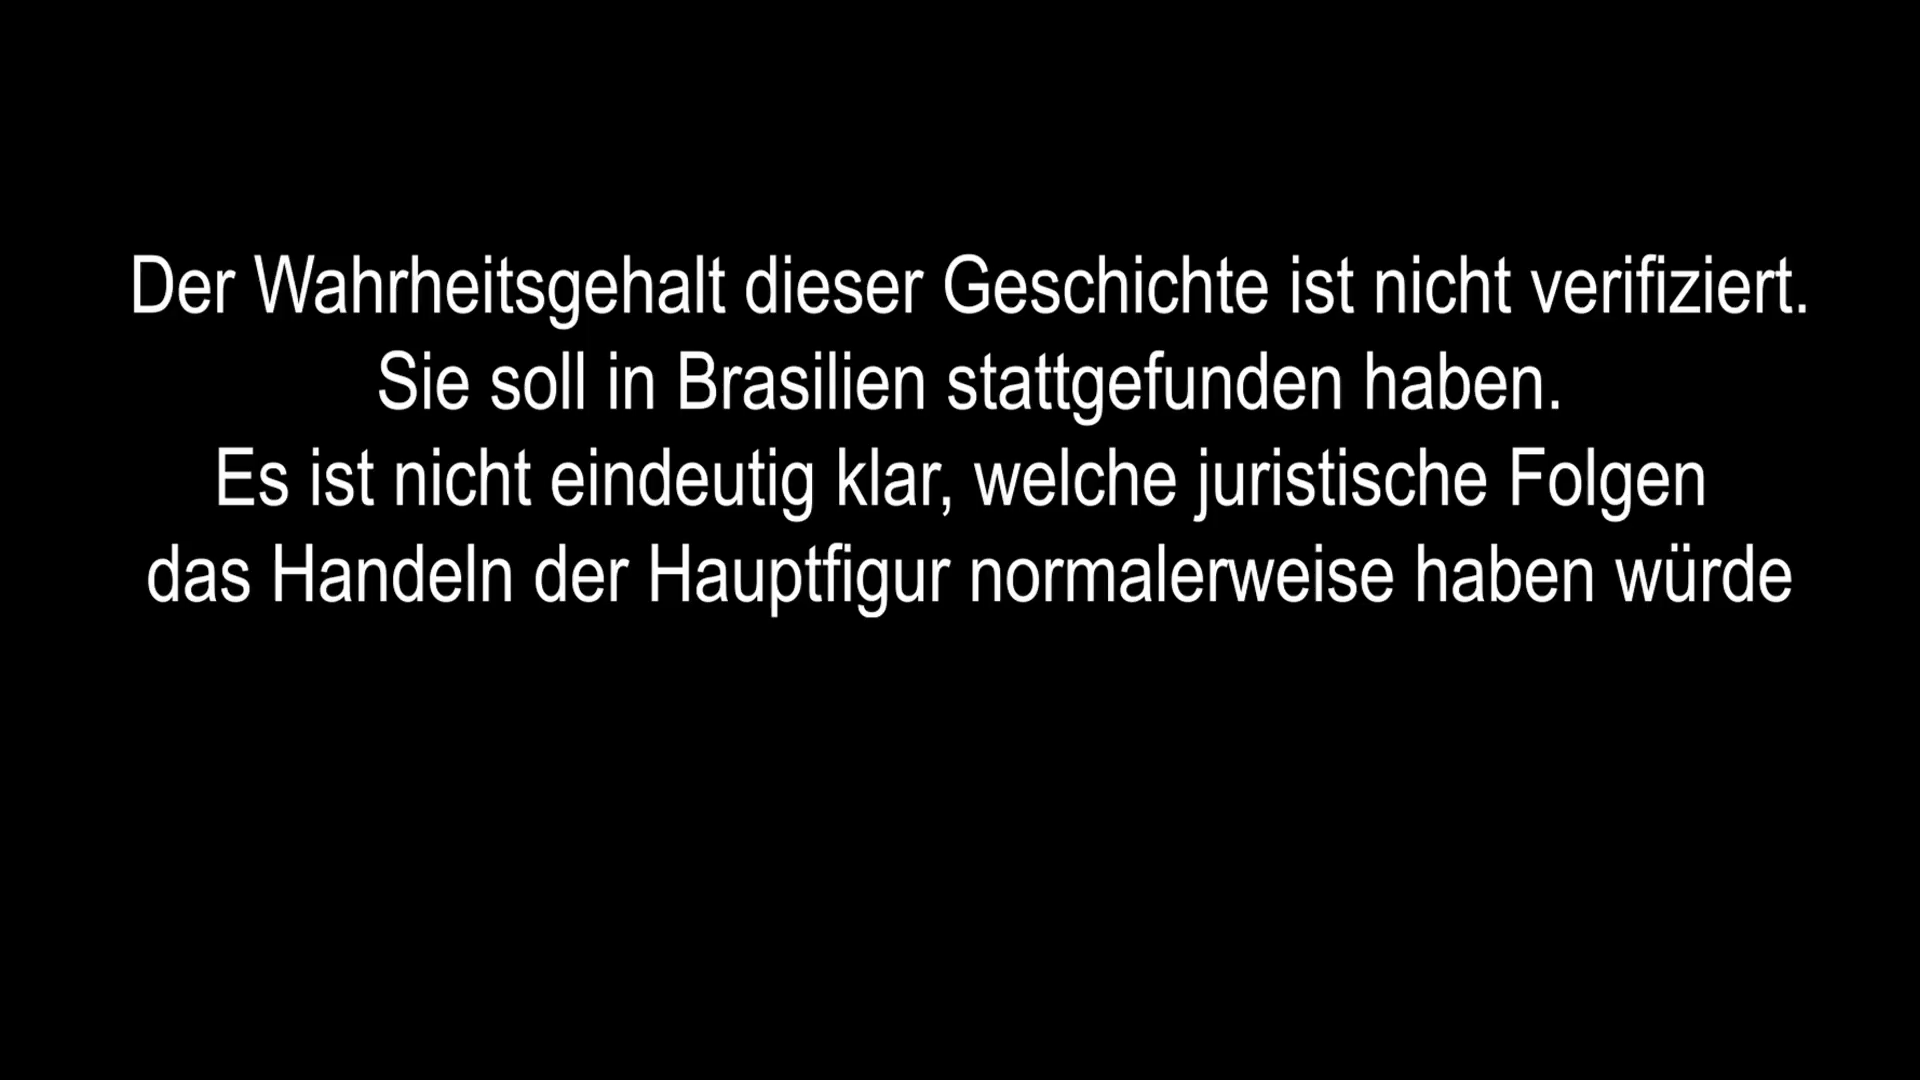 Der Wahrheitsgehalt dieser Geschichte ist nicht verifiziert.
Sie soll in Brasilien stattgefunden haben.
Es ist nicht eindeutig klar, welche juristische Folgen
das Handeln der Hauptfigur normalerweise haben würde